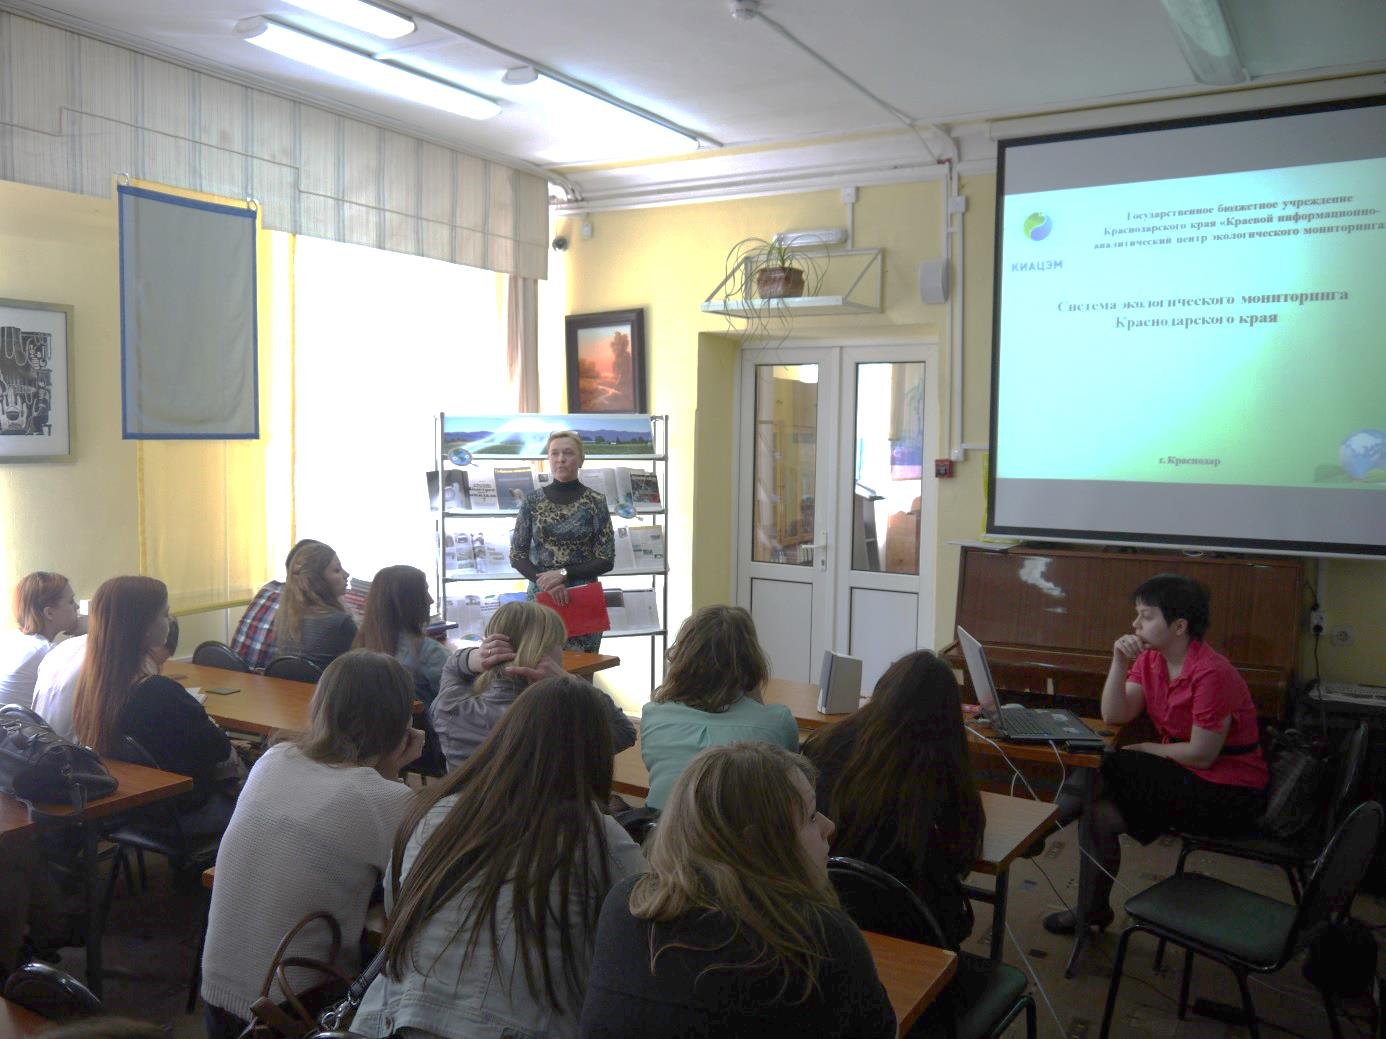 Государственное бюджетное учреждение
Краснодарского края «Краевой информационно-
аналитический центр экологического мониторинга
КИАЦЭМ
Система экологического мониторинга
Краснодарского края
г. Краснодар